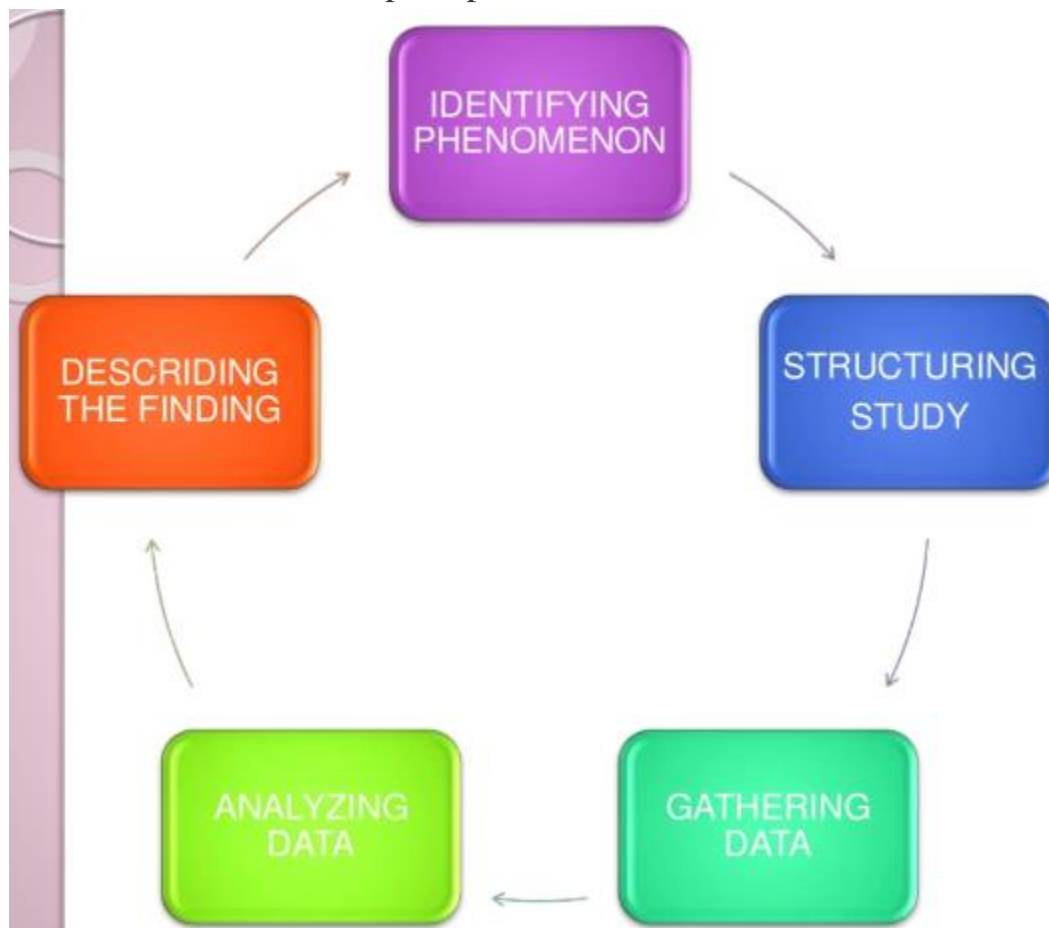 IDENTIFYING
PHENOMENON
STRUCTURING
STUDY
GATHERING
DATA
ANALYZING
DATA
DESCRIDING
THE FINDING